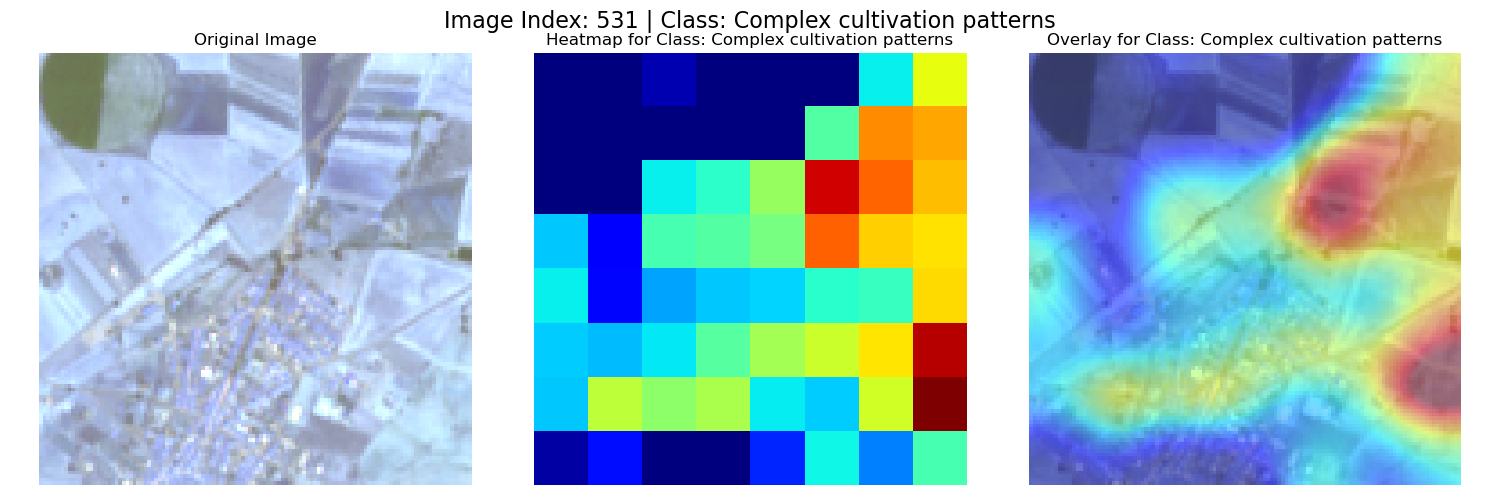 Image Index: 531 | Class: Complex cultivation patterns
Original Image
Heatmap for Class: Complex cultivation patterns
Overlay for Class: Complex cultivation patterns